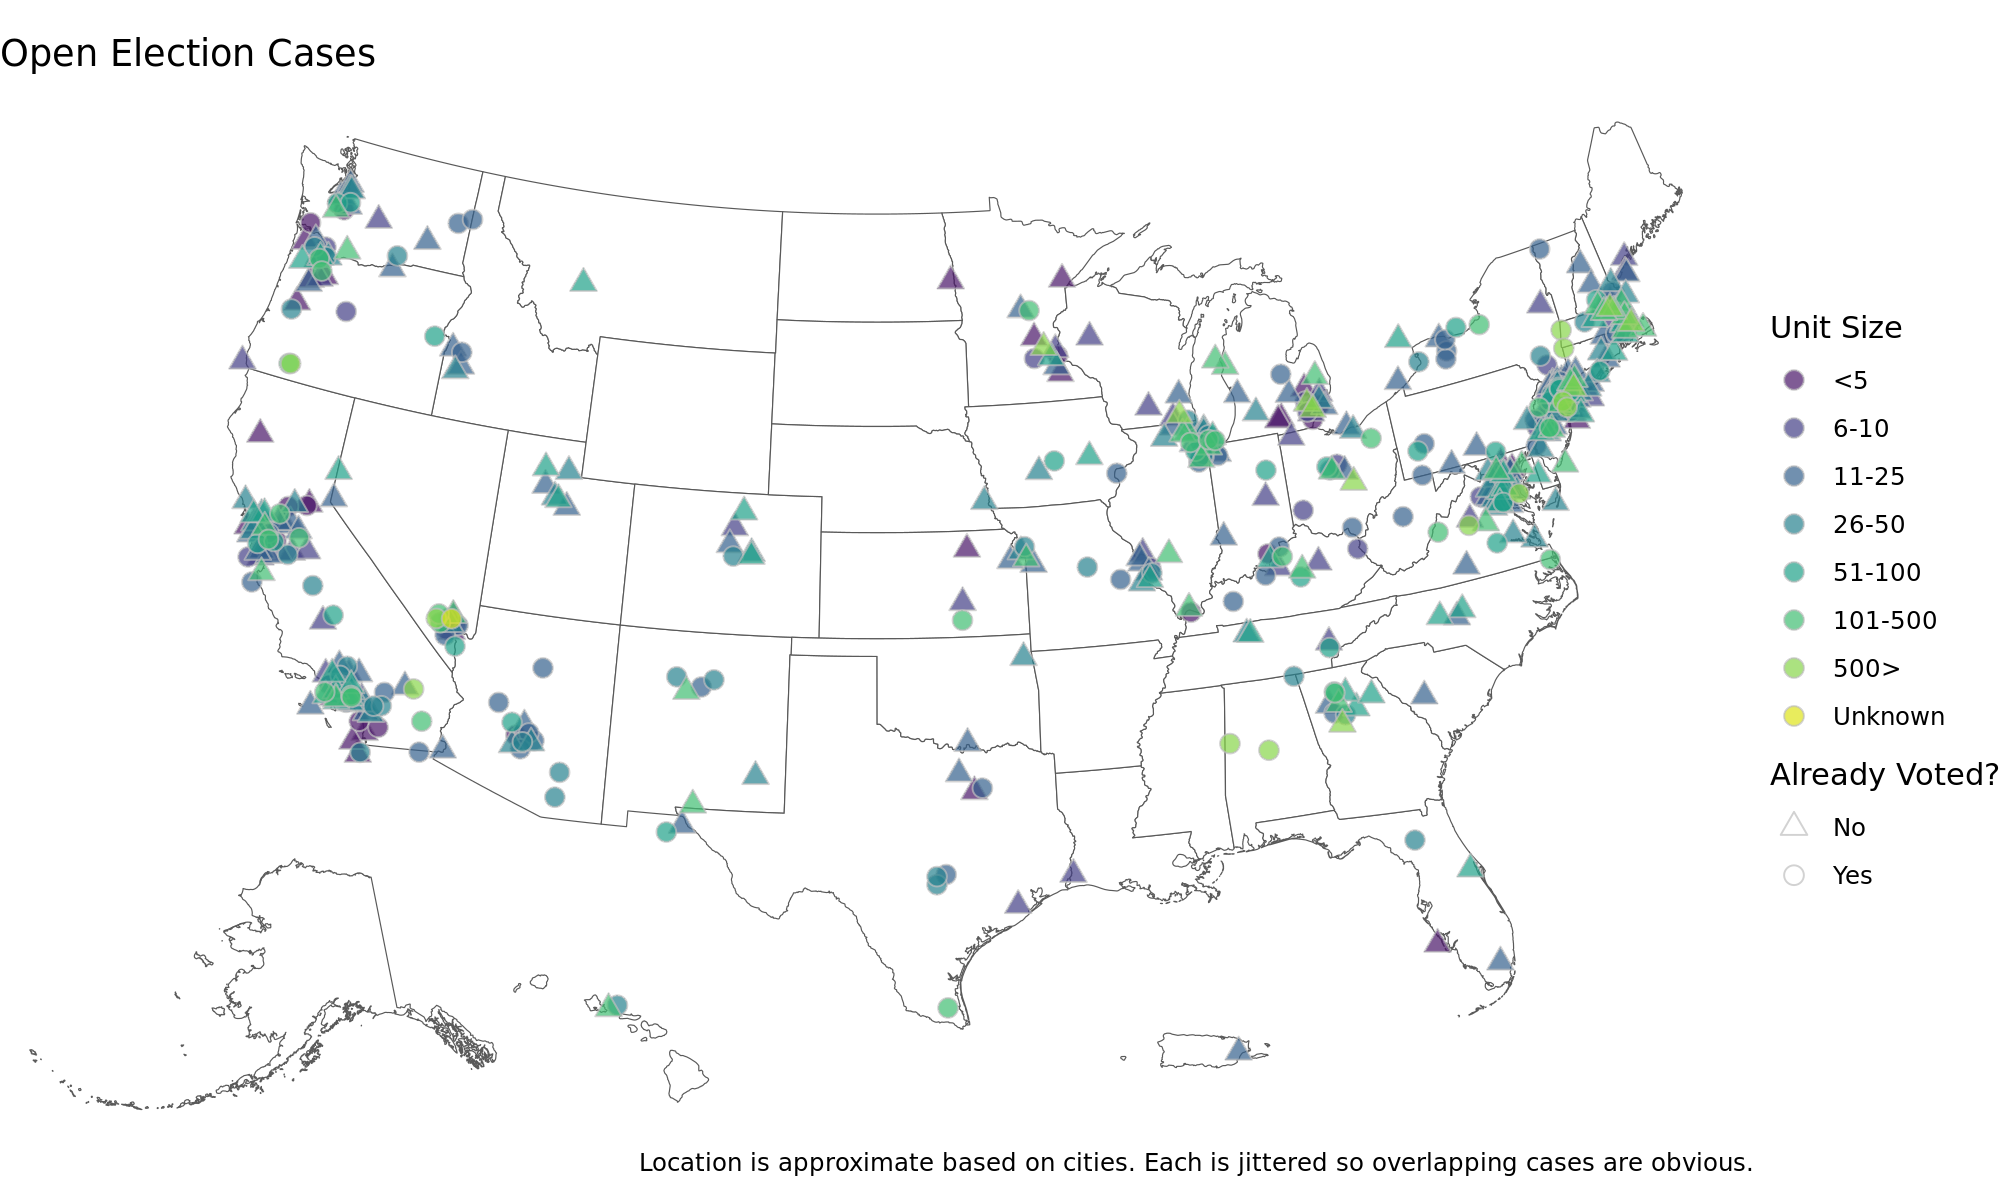 Open Election Cases
Unit Size
<5
6-10
11-25
26-50
51-100
101-500
500>
Unknown
Already Voted?
No
Yes
Location is approximate based on cities. Each is jittered so overlapping cases are obvious.